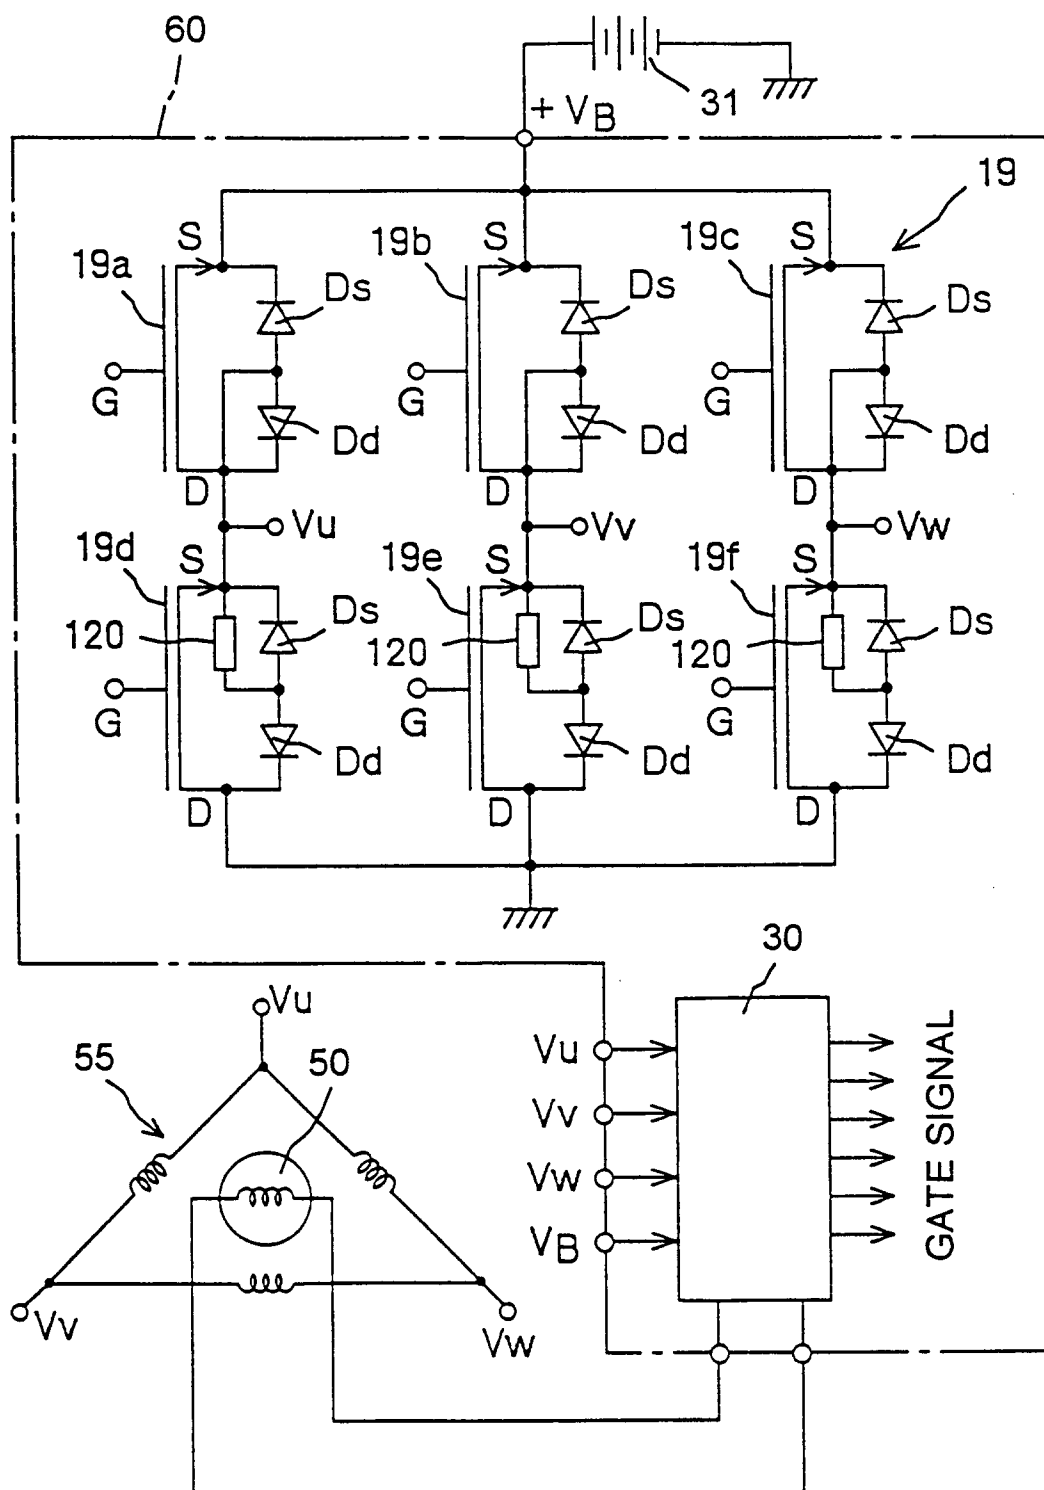 60
31
+ VB
19
S S S
19a 19b 19c
Ds Ds Ds
G G G
Dd Dd Dd
D D D
Vu Vv Vw
19d 19e 19f
S S S
Ds Ds Ds
120 120 120
G G G
Dd Dd Dd
D D D
30
Vu
55
50
Vu
Vv
Vw
VB
GATE SIGNAL
Vv
Vw